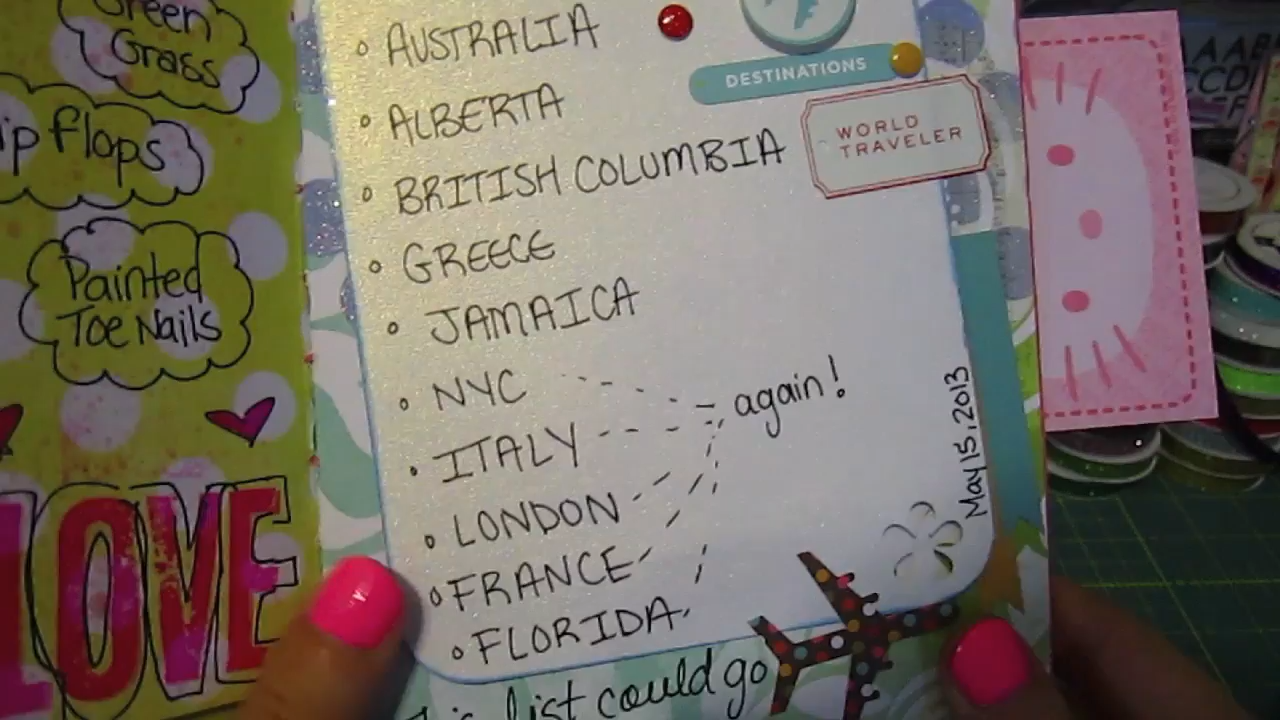 Green
Grass
flops
Painted
Toe Nails
LOVE
AUSTRALIA
ALBERTA
BRITISH COLUMBIA
GREECE
JAMAICA
NYC
ITALY
LONDON
FRANCE
FLORIDA
again!
DESTINATIONS
WORLD
TRAVELER
May 15, 2013
list could go